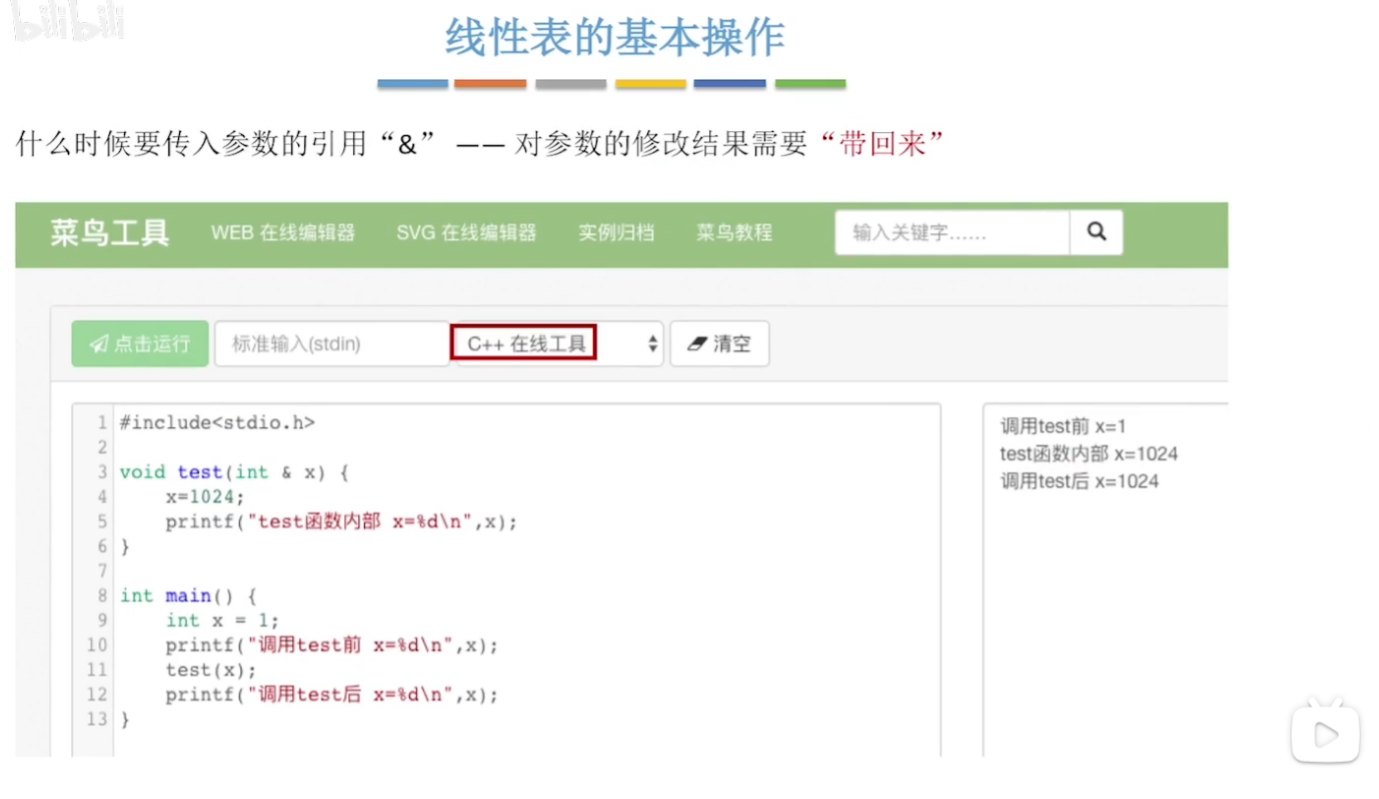 bilibili
线性表的基本操作
什么时候要传入参数的引用“&” —— 对参数的修改结果需要“带回来”
菜鸟工具 WEB 在线编辑器 SVG 在线编辑器 实例归档 菜鸟教程 输入关键字......
点击运行 标准输入(stdin) C++ 在线工具 清空
1 #include<stdio.h>
2
3 void test(int & x) {
4     x=1024;
5     printf("test函数内部 x=%d\n",x);
6 }
7
8 int main() {
9     int x = 1;
10     printf("调用test前 x=%d\n",x);
11     test(x);
12     printf("调用test后 x=%d\n",x);
13 }
调用test前 x=1
test函数内部 x=1024
调用test后 x=1024